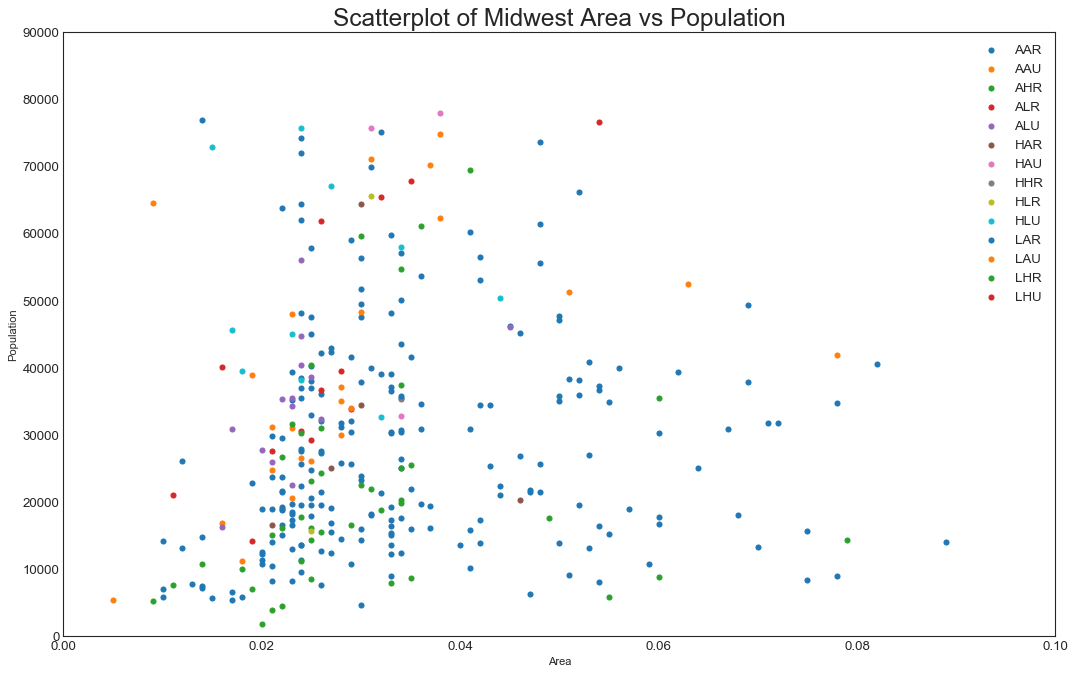 Scatterplot of Midwest Area vs Population
90000
80000
70000
60000
50000
40000
30000
20000
10000
0
Population
0.00 0.02 0.04 0.06 0.08 0.10
Area
AAR
AAU
AHR
ALR
ALU
HAR
HAU
HHR
HLR
HLU
LAR
LAU
LHR
LHU